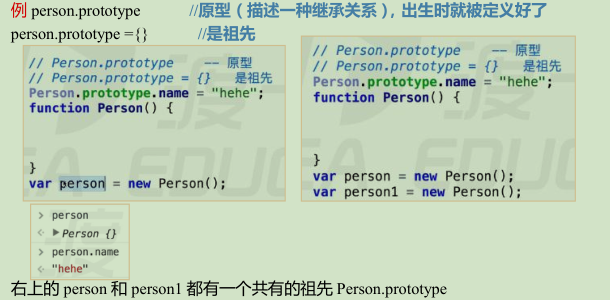 例 person.prototype //原型（描述一种继承关系），出生时就被定义好了
person.prototype ={} //是祖先
// Person.prototype —— 原型
// Person.prototype = {} 是祖先
Person.prototype.name = "hehe";
function Person() {
}
var person = new Person();
// Person.prototype —— 原型
// Person.prototype = {} 是祖先
Person.prototype.name = "hehe";
function Person() {
}
var person = new Person();
var person1 = new Person();
> person
< ▶Person {}
> person.name
< "hehe"
右上的 person 和 person1 都有一个共有的祖先 Person.prototype